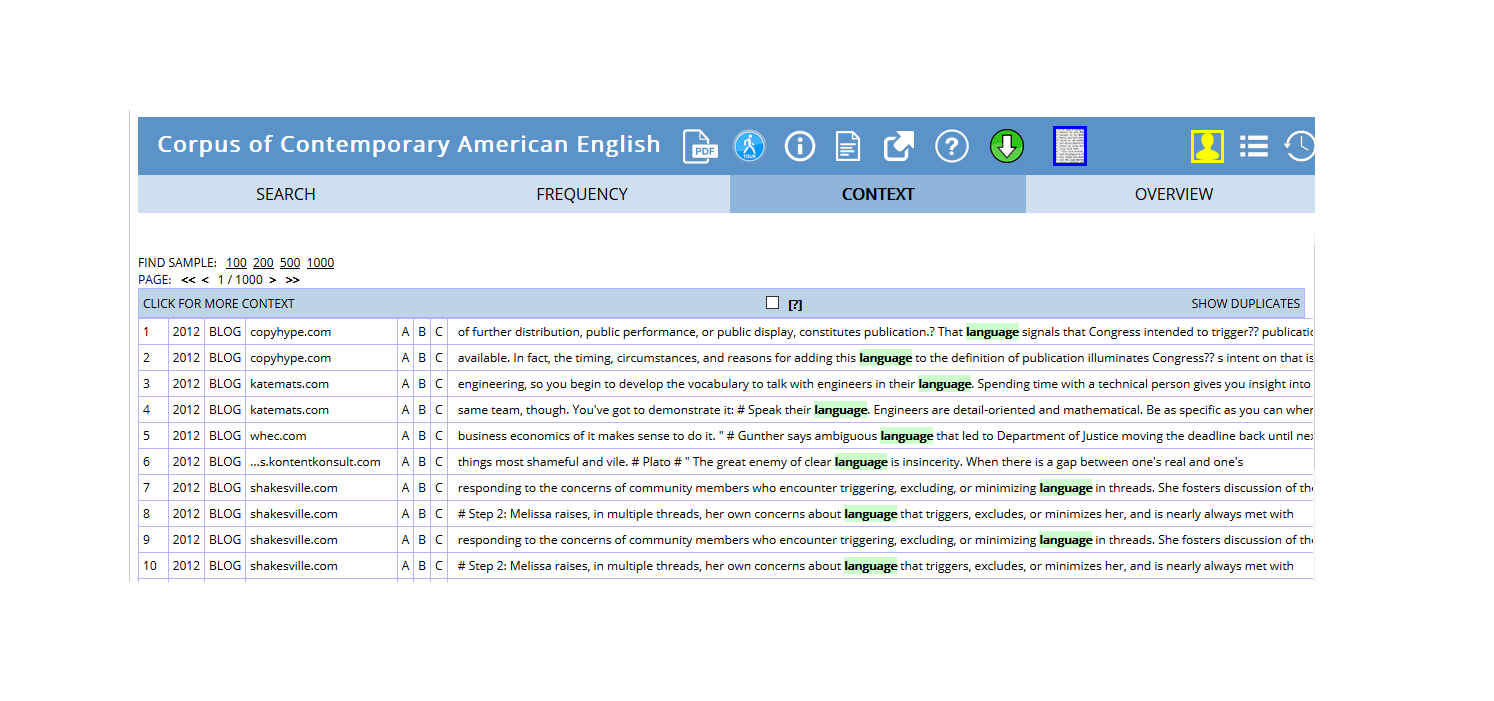 Corpus of Contemporary American English PDF TOUR
SEARCH FREQUENCY CONTEXT OVERVIEW
FIND SAMPLE: 100 200 500 1000
PAGE: << < 1 / 1000 > >>
CLICK FOR MORE CONTEXT [?] SHOW DUPLICATES
1 2012 BLOG copyhype.com A B C of further distribution, public performance, or public display, constitutes publication.? That language signals that Congress intended to trigger?? publicatic
2 2012 BLOG copyhype.com A B C available. In fact, the timing, circumstances, and reasons for adding this language to the definition of publication illuminates Congress?? s intent on that is
3 2012 BLOG katemats.com A B C engineering, so you begin to develop the vocabulary to talk with engineers in their language. Spending time with a technical person gives you insight into
4 2012 BLOG katemats.com A B C same team, though. You've got to demonstrate it: # Speak their language. Engineers are detail-oriented and mathematical. Be as specific as you can wher
5 2012 BLOG whec.com A B C business economics of it makes sense to do it. " # Gunther says ambiguous language that led to Department of Justice moving the deadline back until nex
6 2012 BLOG ...s.kontentkonsult.com A B C things most shameful and vile. # Plato # " The great enemy of clear language is insincerity. When there is a gap between one's real and one's
7 2012 BLOG shakesville.com A B C responding to the concerns of community members who encounter triggering, excluding, or minimizing language in threads. She fosters discussion of the
8 2012 BLOG shakesville.com A B C # Step 2: Melissa raises, in multiple threads, her own concerns about language that triggers, excludes, or minimizes her, and is nearly always met with
9 2012 BLOG shakesville.com A B C responding to the concerns of community members who encounter triggering, excluding, or minimizing language in threads. She fosters discussion of the
10 2012 BLOG shakesville.com A B C # Step 2: Melissa raises, in multiple threads, her own concerns about language that triggers, excludes, or minimizes her, and is nearly always met with